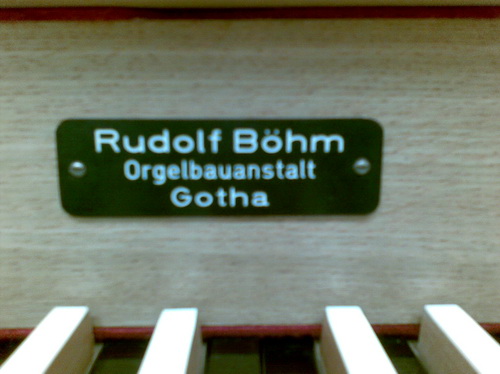 Rudolf Böhm
Orgelbauanstalt
Gotha